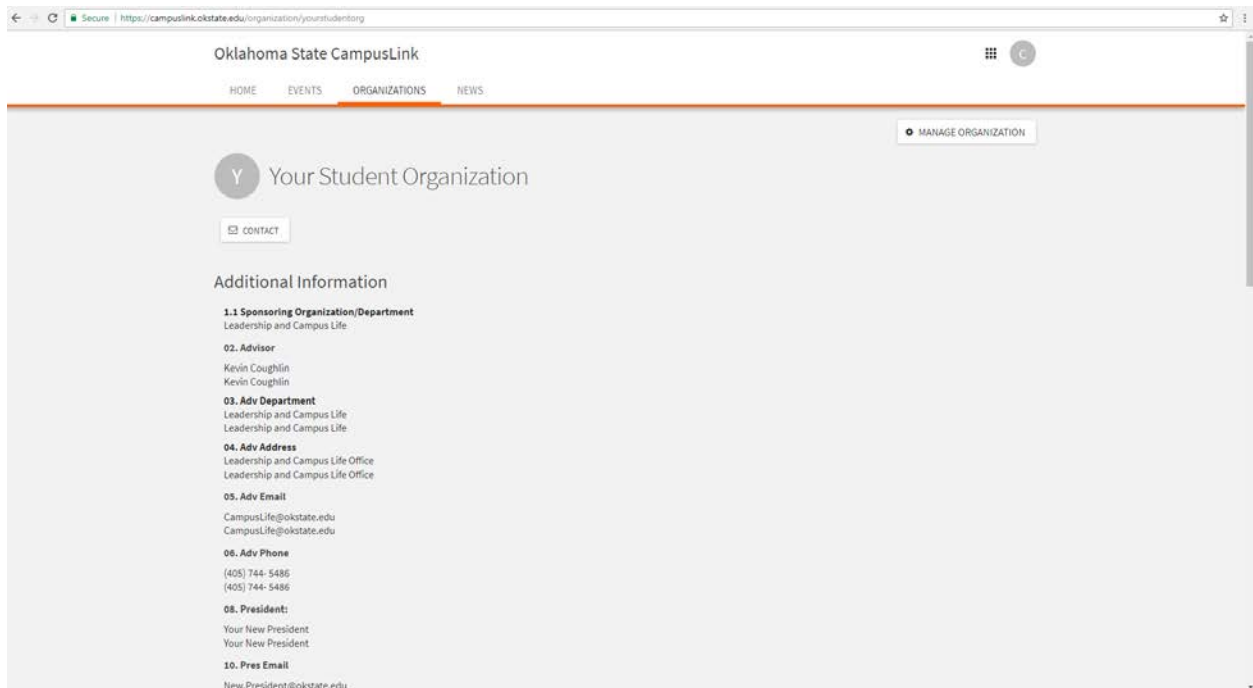 Secure | https://campuslink.okstate.edu/organization/yourstudentorg
Oklahoma State CampusLink
C
HOME EVENTS ORGANIZATIONS NEWS
MANAGE ORGANIZATION
Y
Your Student Organization
CONTACT
Additional Information
1.1 Sponsoring Organization/Department
Leadership and Campus Life
02. Advisor
Kevin Coughlin
Kevin Coughlin
03. Adv Department
Leadership and Campus Life
Leadership and Campus Life
04. Adv Address
Leadership and Campus Life Office
Leadership and Campus Life Office
05. Adv Email
CampusLife@okstate.edu
CampusLife@okstate.edu
06. Adv Phone
(405) 744- 5486
(405) 744- 5486
08. President:
Your New President
Your New President
10. Pres Email
New.President@okstate.edu